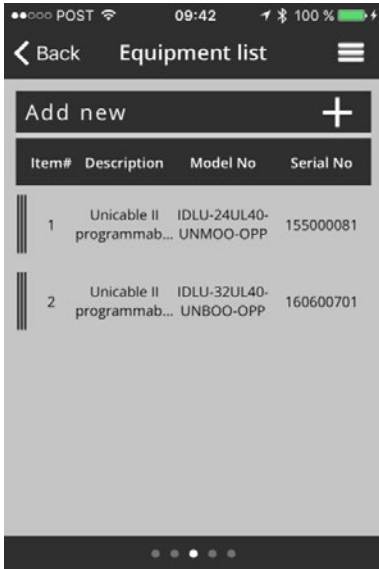 POST 09:42 100 %
Back Equipment list
Add new
Item# Description Model No Serial No
1 Unicable II programmab... IDLU-24UL40-UNMOO-OPP 155000081
2 Unicable II programmab... IDLU-32UL40-UNBOO-OPP 160600701